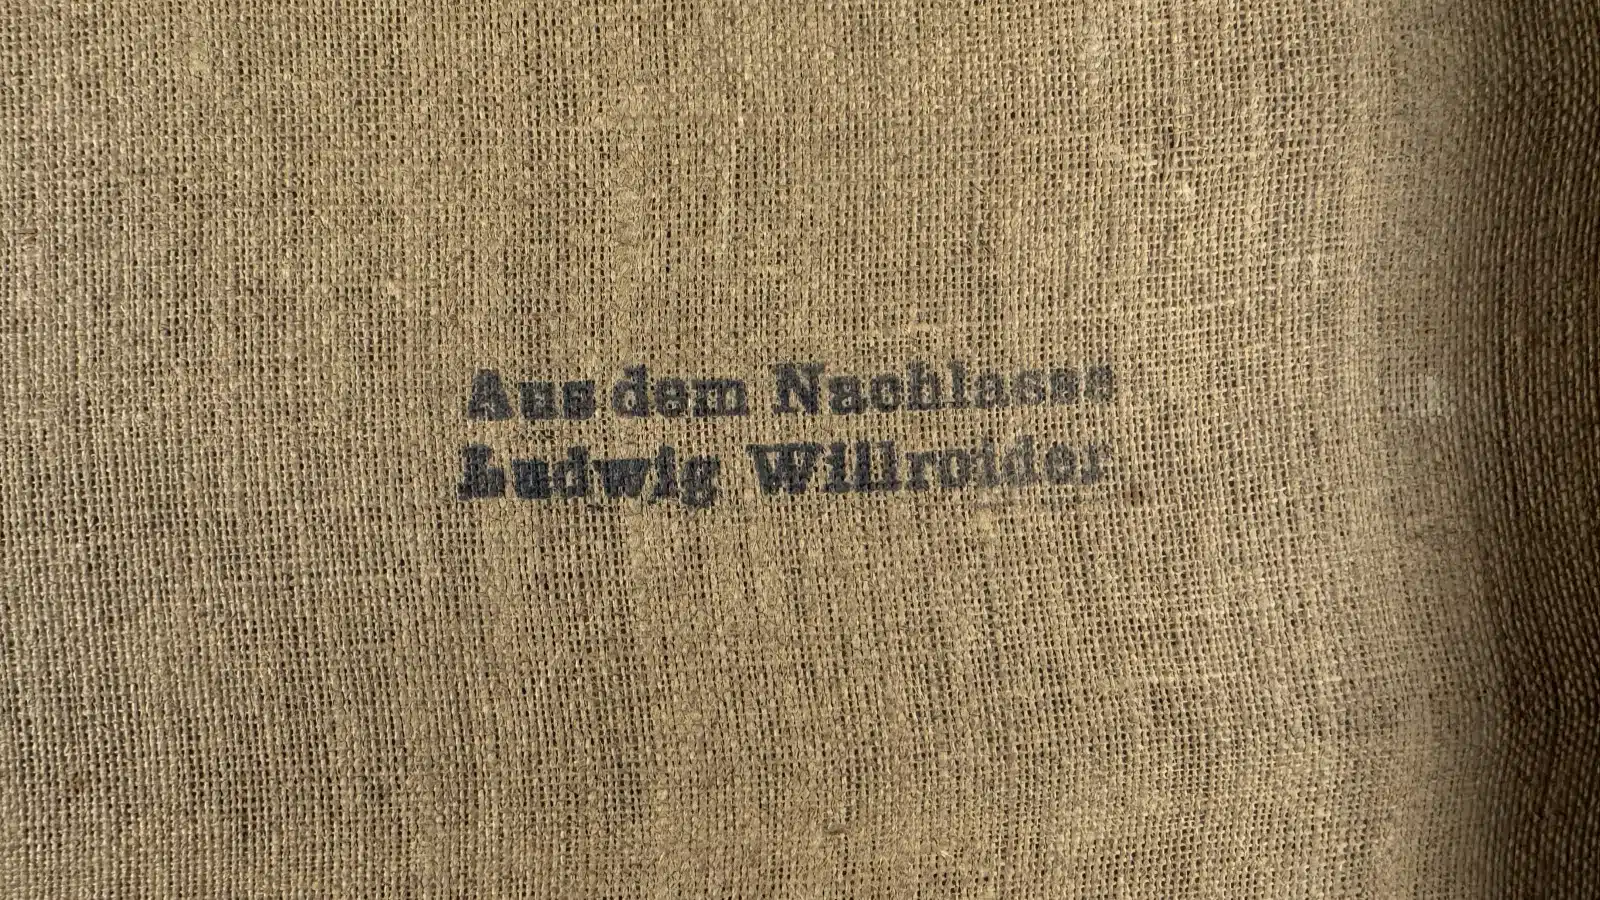 Aus dem Nachlasse
Ludwig Willroider